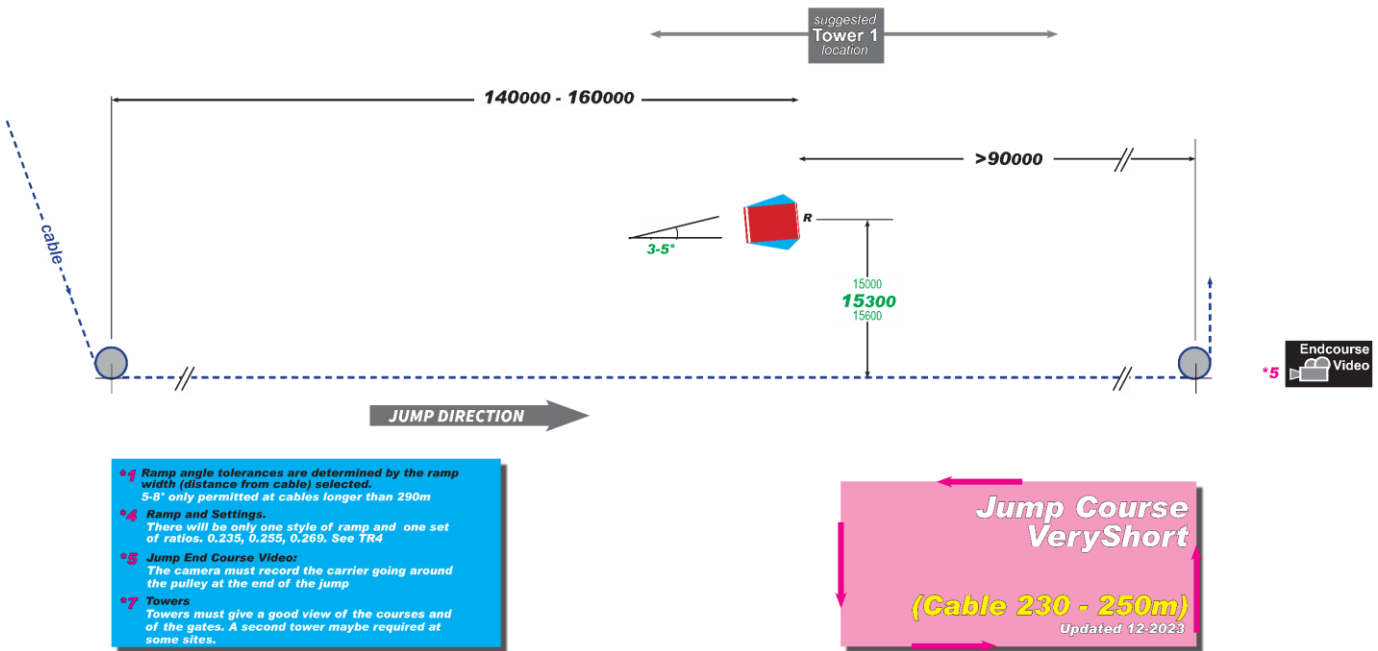 suggested
Tower 1
location
140000 - 160000
>90000
cable
R
3-5°
15000
15300
15600
Endcourse
Video
*5
JUMP DIRECTION
*1 Ramp angle tolerances are determined by the ramp
width (distance from cable) selected.
5-8° only permitted at cables longer than 290m
*4 Ramp and Settings.
There will be only one style of ramp and one set
of ratios. 0.235, 0.255, 0.269. See TR4
*5 Jump End Course Video:
The camera must record the carrier going around
the pulley at the end of the jump
*7 Towers
Towers must give a good view of the courses and
of the gates. A second tower maybe required at
some sites.
Jump Course
VeryShort
(Cable 230 - 250m)
Updated 12-2023